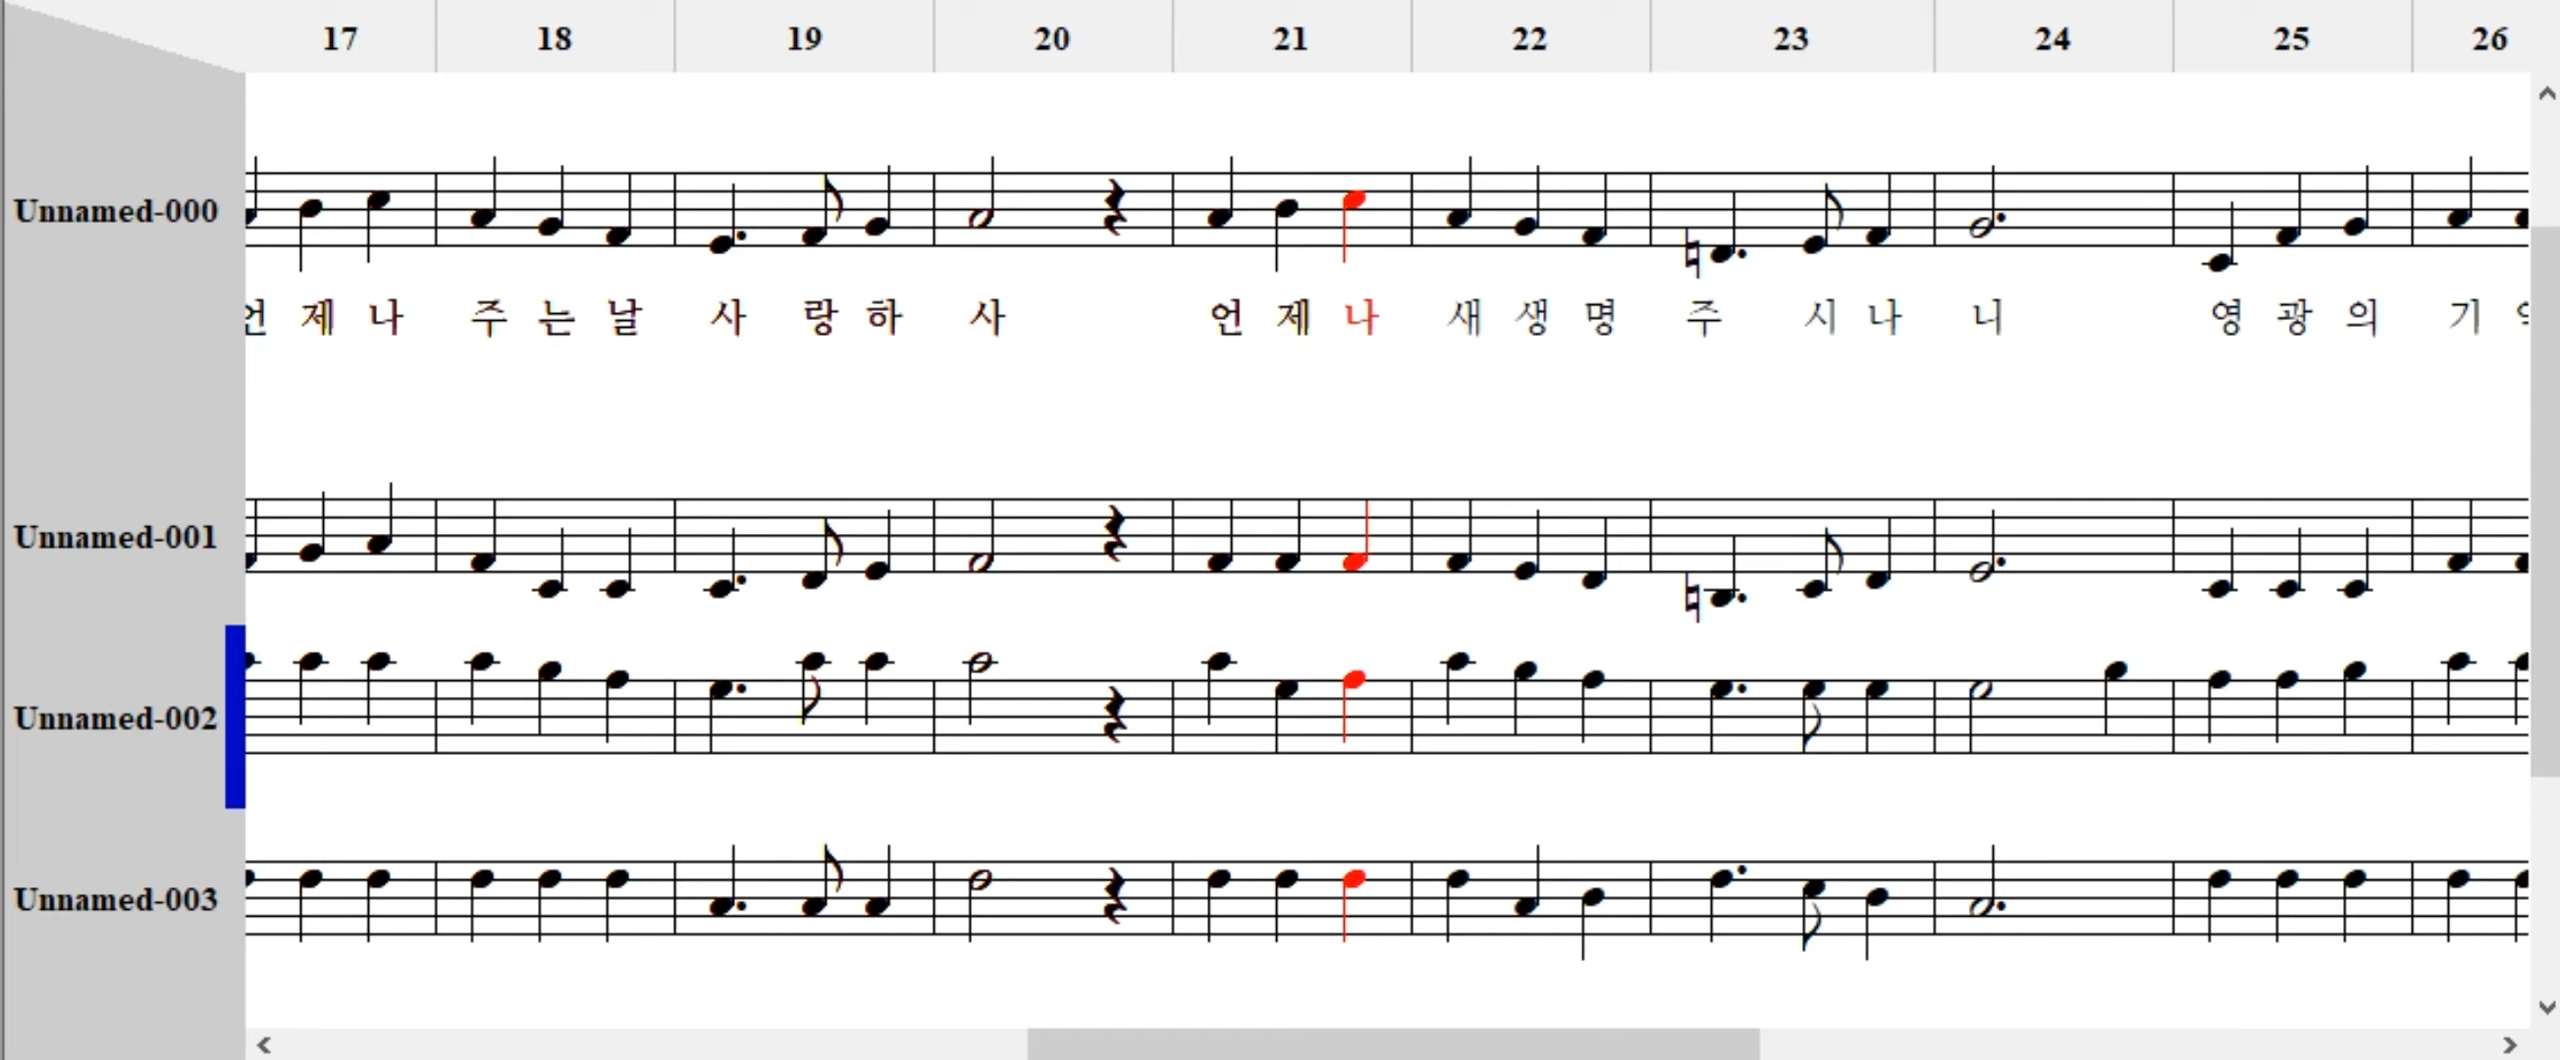 17 18 19 20 21 22 23 24 25 26
Unnamed-000
언 제 나 주 는 날 사 랑 하 사 언 제 나 새 생 명 주 시 나 니 영 광 의 기
Unnamed-001
Unnamed-002
Unnamed-003